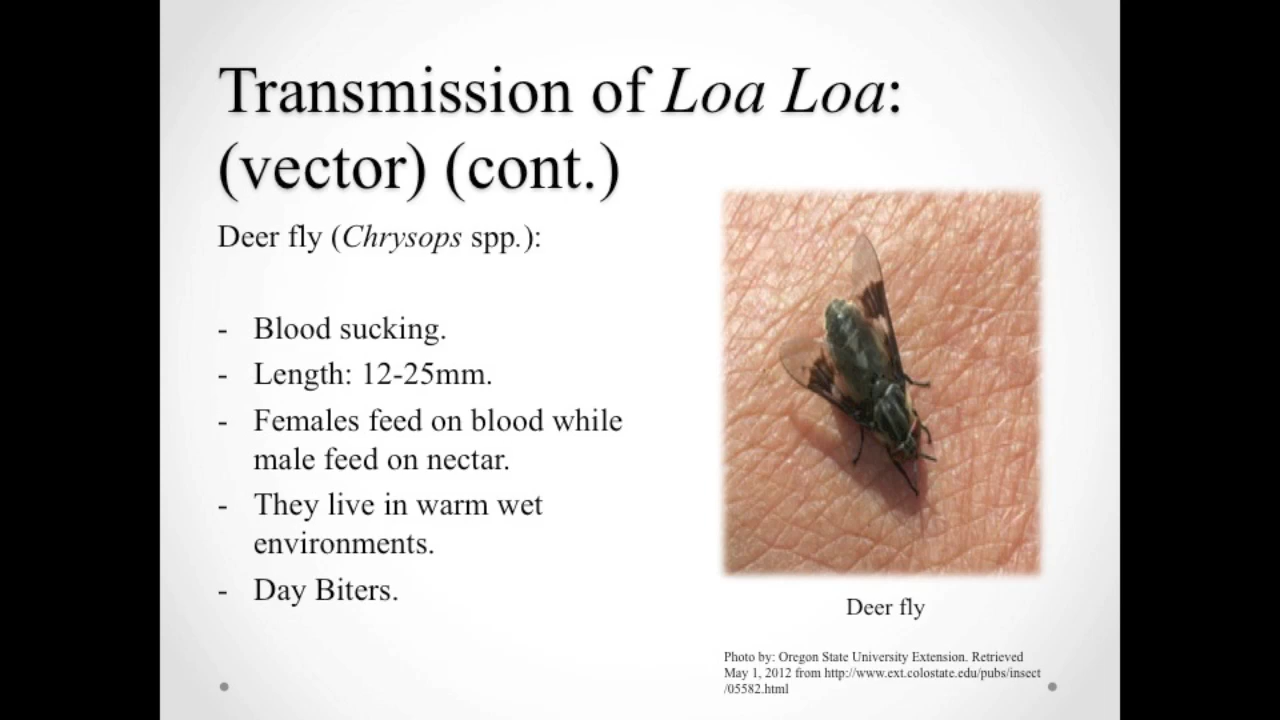 Transmission of Loa Loa:
(vector) (cont.)
Deer fly (Chrysops spp.):
- Blood sucking.
- Length: 12-25mm.
- Females feed on blood while
male feed on nectar.
- They live in warm wet
environments.
- Day Biters.
Deer fly
Photo by: Oregon State University Extension. Retrieved
May 1, 2012 from http://www.ext.colostate.edu/pubs/insect
/05582.html